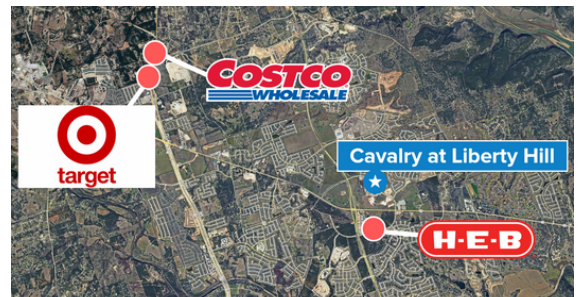 COSTCO
WHOLESALE
target
Cavalry at Liberty Hill
H-E-B